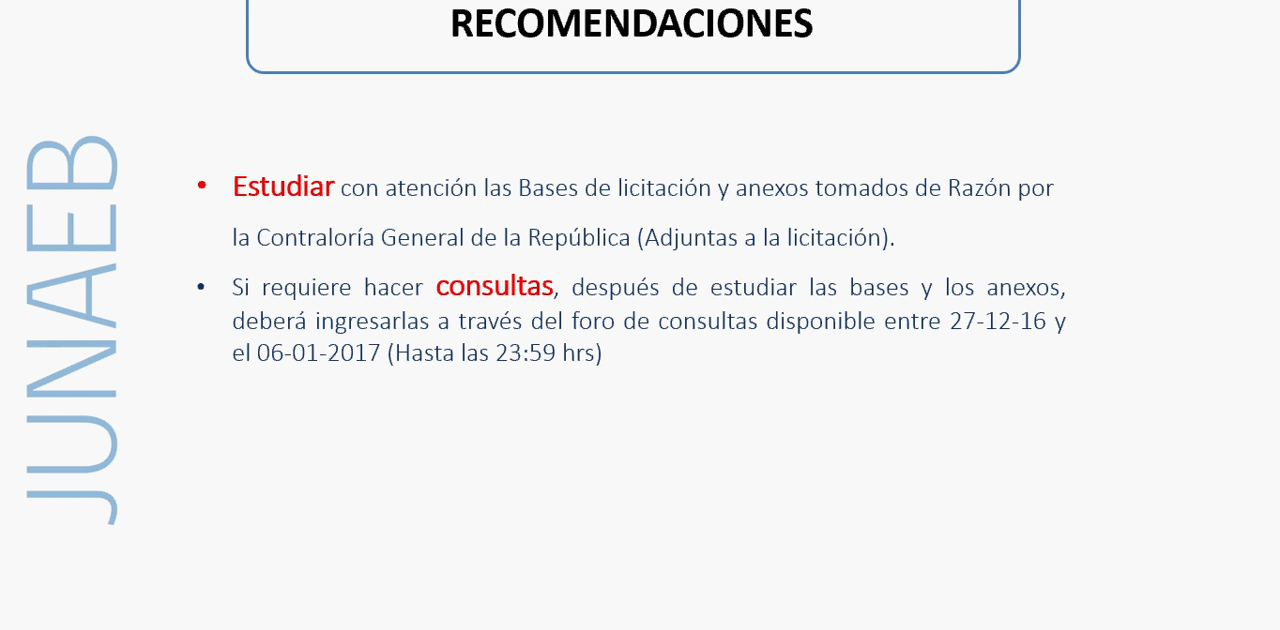 RECOMENDACIONES
JUNAEB
• Estudiar con atención las Bases de licitación y anexos tomados de Razón por
la Contraloría General de la República (Adjuntas a la licitación).
• Si requiere hacer consultas, después de estudiar las bases y los anexos,
deberá ingresarlas a través del foro de consultas disponible entre 27-12-16 y
el 06-01-2017 (Hasta las 23:59 hrs)